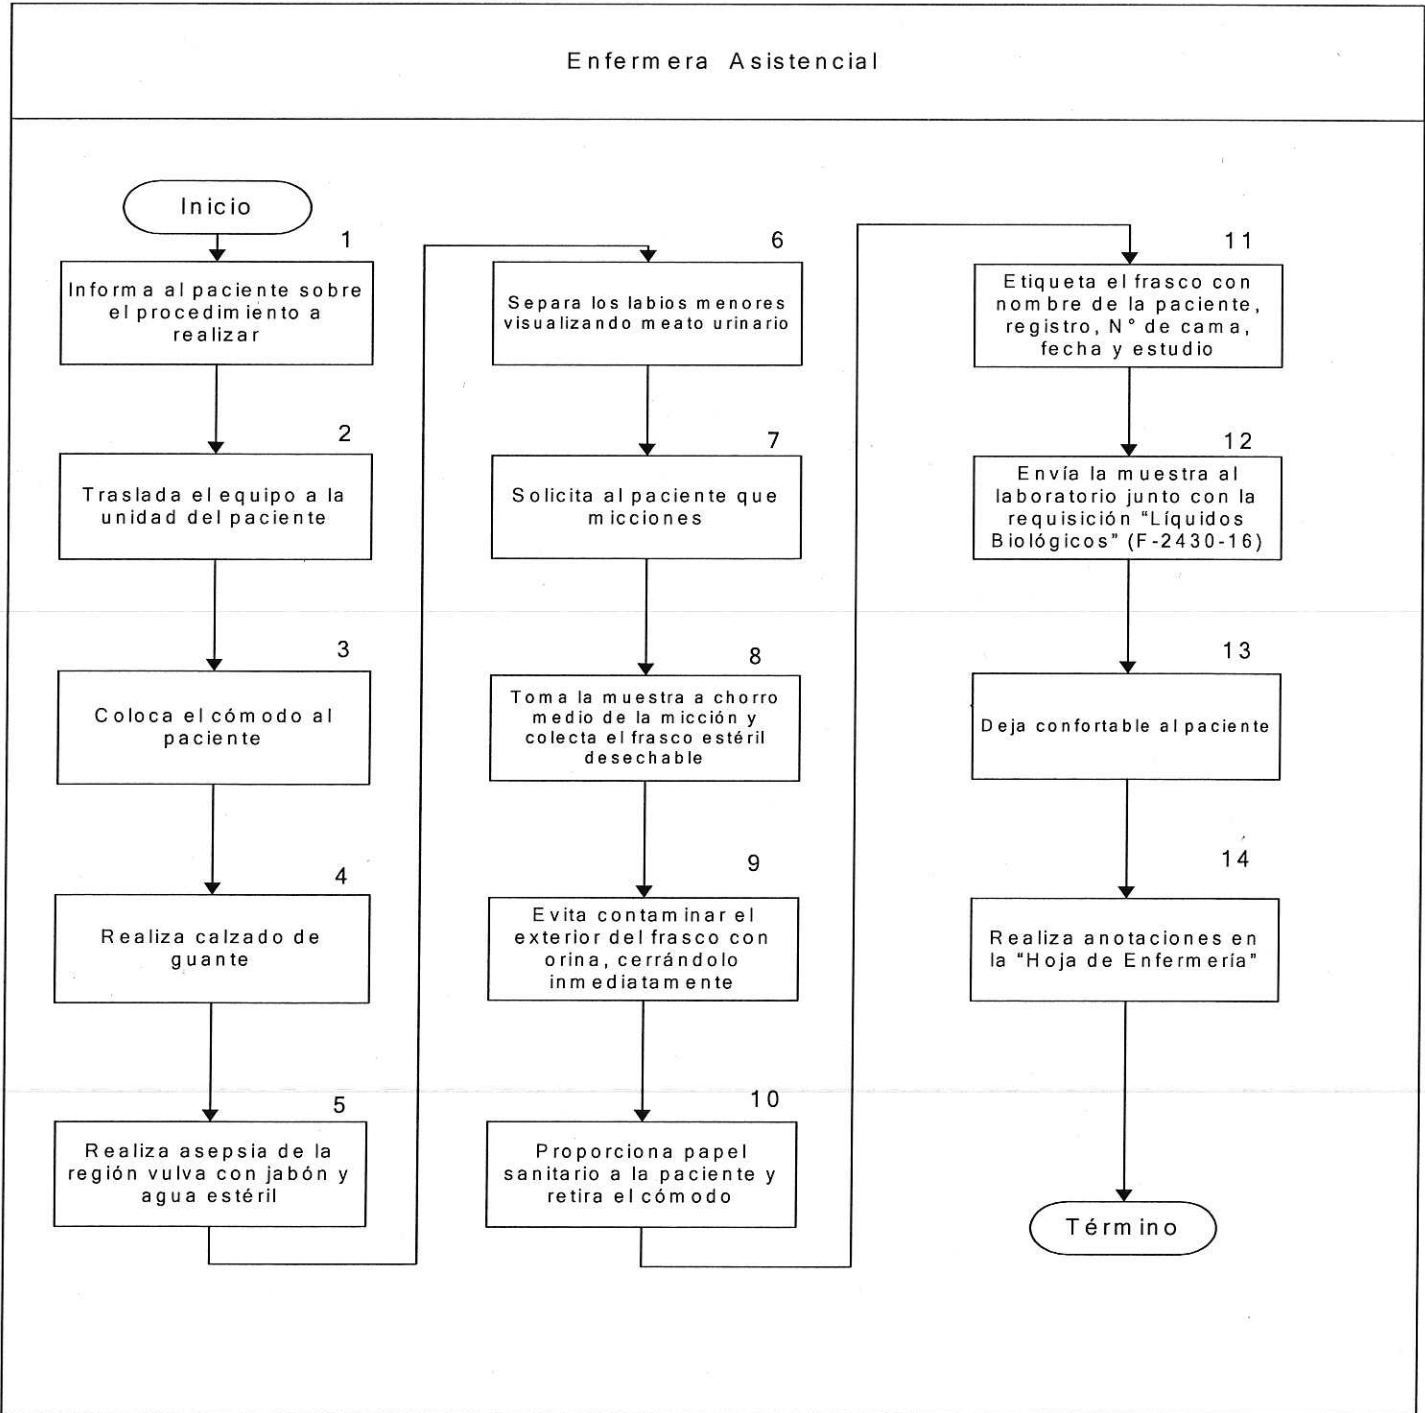 Enfermera Asistencial
Inicio
1
Informa al paciente sobre
el procedimiento a
realizar
2
Traslada el equipo a la
unidad del paciente
3
Coloca el cómodo al
paciente
4
Realiza calzado de
guante
5
Realiza asepsia de la
región vulva con jabón y
agua estéril
6
Separa los labios menores
visualizando meato urinario
7
Solicita al paciente que
micciones
8
Toma la muestra a chorro
medio de la micción y
colecta el frasco estéril
desechable
9
Evita contaminar el
exterior del frasco con
orina, cerrándolo
inmediatamente
10
Proporciona papel
sanitario a la paciente y
retira el cómodo
11
Etiqueta el frasco con
nombre de la paciente,
registro, N° de cama,
fecha y estudio
12
Envía la muestra al
laboratorio junto con la
requisición "Líquidos
Biológicos" (F-2430-16)
13
Deja confortable al paciente
14
Realiza anotaciones en
la "Hoja de Enfermería"
Término